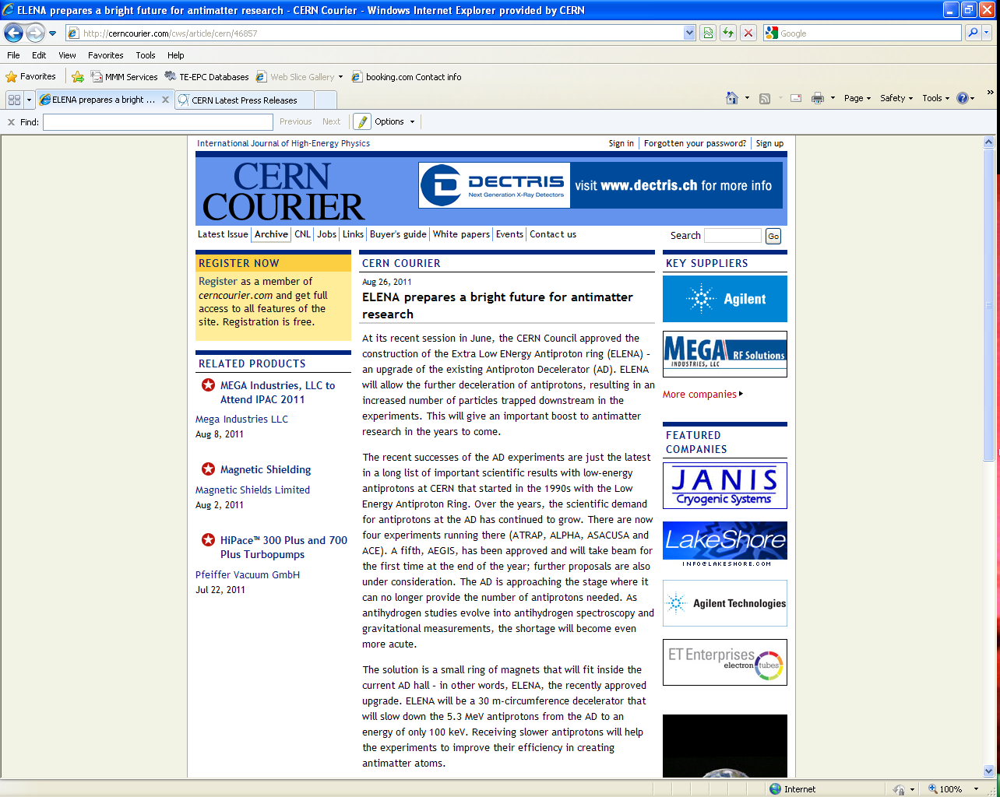 ELENA prepares a bright future for antimatter research - CERN Courier - Windows Internet Explorer provided by CERN
http://cerncourier.com/cws/article/cern/46857
Google
File Edit View Favorites Tools Help
Favorites MMM Services TE-EPC Databases Web Slice Gallery booking.com Contact info
ELENA prepares a bright ... CERN Latest Press Releases Page Safety Tools
Find: Previous Next Options
International Journal of High-Energy Physics Sign in Forgotten your password? Sign up
CERN
COURIER
DECTRIS
Next Generation X-Ray Detectors
visit www.dectris.ch for more info
Latest Issue Archive CNL Jobs Links Buyer's guide White papers Events Contact us Search Go
REGISTER NOW
Register as a member of
cerncourier.com and get full
access to all features of the
site. Registration is free.
RELATED PRODUCTS
MEGA Industries, LLC to
Attend IPAC 2011
Mega Industries LLC
Aug 8, 2011
Magnetic Shielding
Magnetic Shields Limited
Aug 2, 2011
HiPace™ 300 Plus and 700
Plus Turbopumps
Pfeiffer Vacuum GmbH
Jul 22, 2011
CERN COURIER
Aug 26, 2011
ELENA prepares a bright future for antimatter
research
At its recent session in June, the CERN Council approved the
construction of the Extra Low ENergy Antiproton ring (ELENA) –
an upgrade of the existing Antiproton Decelerator (AD). ELENA
will allow the further deceleration of antiprotons, resulting in an
increased number of particles trapped downstream in the
experiments. This will give an important boost to antimatter
research in the years to come.
The recent successes of the AD experiments are just the latest
in a long list of important scientific results with low-energy
antiprotons at CERN that started in the 1990s with the Low
Energy Antiproton Ring. Over the years, the scientific demand
for antiprotons at the AD has continued to grow. There are now
four experiments running there (ATRAP, ALPHA, ASACUSA and
ACE). A fifth, AEGIS, has been approved and will take beam for
the first time at the end of the year; further proposals are also
under consideration. The AD is approaching the stage where it
can no longer provide the number of antiprotons needed. As
antihydrogen studies evolve into antihydrogen spectroscopy and
gravitational measurements, the shortage will become even
more acute.
The solution is a small ring of magnets that will fit inside the
current AD hall – in other words, ELENA, the recently approved
upgrade. ELENA will be a 30 m-circumference decelerator that
will slow down the 5.3 MeV antiprotons from the AD to an
energy of only 100 keV. Receiving slower antiprotons will help
the experiments to improve their efficiency in creating
antimatter atoms.
KEY SUPPLIERS
Agilent
MEGA
INDUSTRIES, LLC
RF Solutions
More companies
FEATURED
COMPANIES
JANIS
Cryogenic Systems
LakeShore
INFO@LAKESHORE.COM
Agilent Technologies
ET Enterprises
electron tubes
Internet 100%